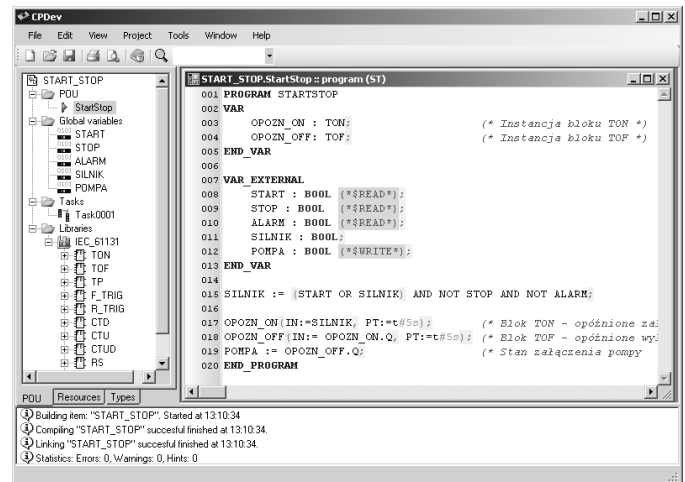 CPDev
File Edit View Project Tools Window Help
START_STOP
POU
StartStop
Global variables
START
STOP
ALARM
SILNIK
POMPA
Tasks
Task0001
Libraries
IEC_61131
TON
TOF
TP
F_TRIG
R_TRIG
CTD
CTU
CTUD
RS
POU Resources Types
START_STOP.StartStop :: program (ST)
001 PROGRAM STARTSTOP
002 VAR
003 OPOZN_ON : TON; (* Instancja bloku TON *)
004 OPOZN_OFF: TOF; (* Instancja bloku TOF *)
005 END_VAR
006
007 VAR_EXTERNAL
008 START : BOOL (*$READ*);
009 STOP : BOOL (*$READ*);
010 ALARM : BOOL (*$READ*);
011 SILNIK : BOOL;
012 POMPA : BOOL (*$WRITE*);
013 END_VAR
014
015 SILNIK := (START OR SILNIK) AND NOT STOP AND NOT ALARM;
016
017 OPOZN_ON(IN:=SILNIK, PT:=t#5s); (* Blok TON - opóźnione za
018 OPOZN_OFF(IN:= OPOZN_ON.Q, PT:=t#5s); (* Blok TOF - opóźnione wy
019 POMPA := OPOZN_OFF.Q; (* Stan załączenia pompy
020 END_PROGRAM
Building item: "START_STOP". Started at 13:10:34
Compiling "START_STOP" succesful finished at 13:10:34.
Linking "START_STOP" succesful finished at 13:10:34.
Statistics: Errors: 0, Warnings: 0, Hints: 0